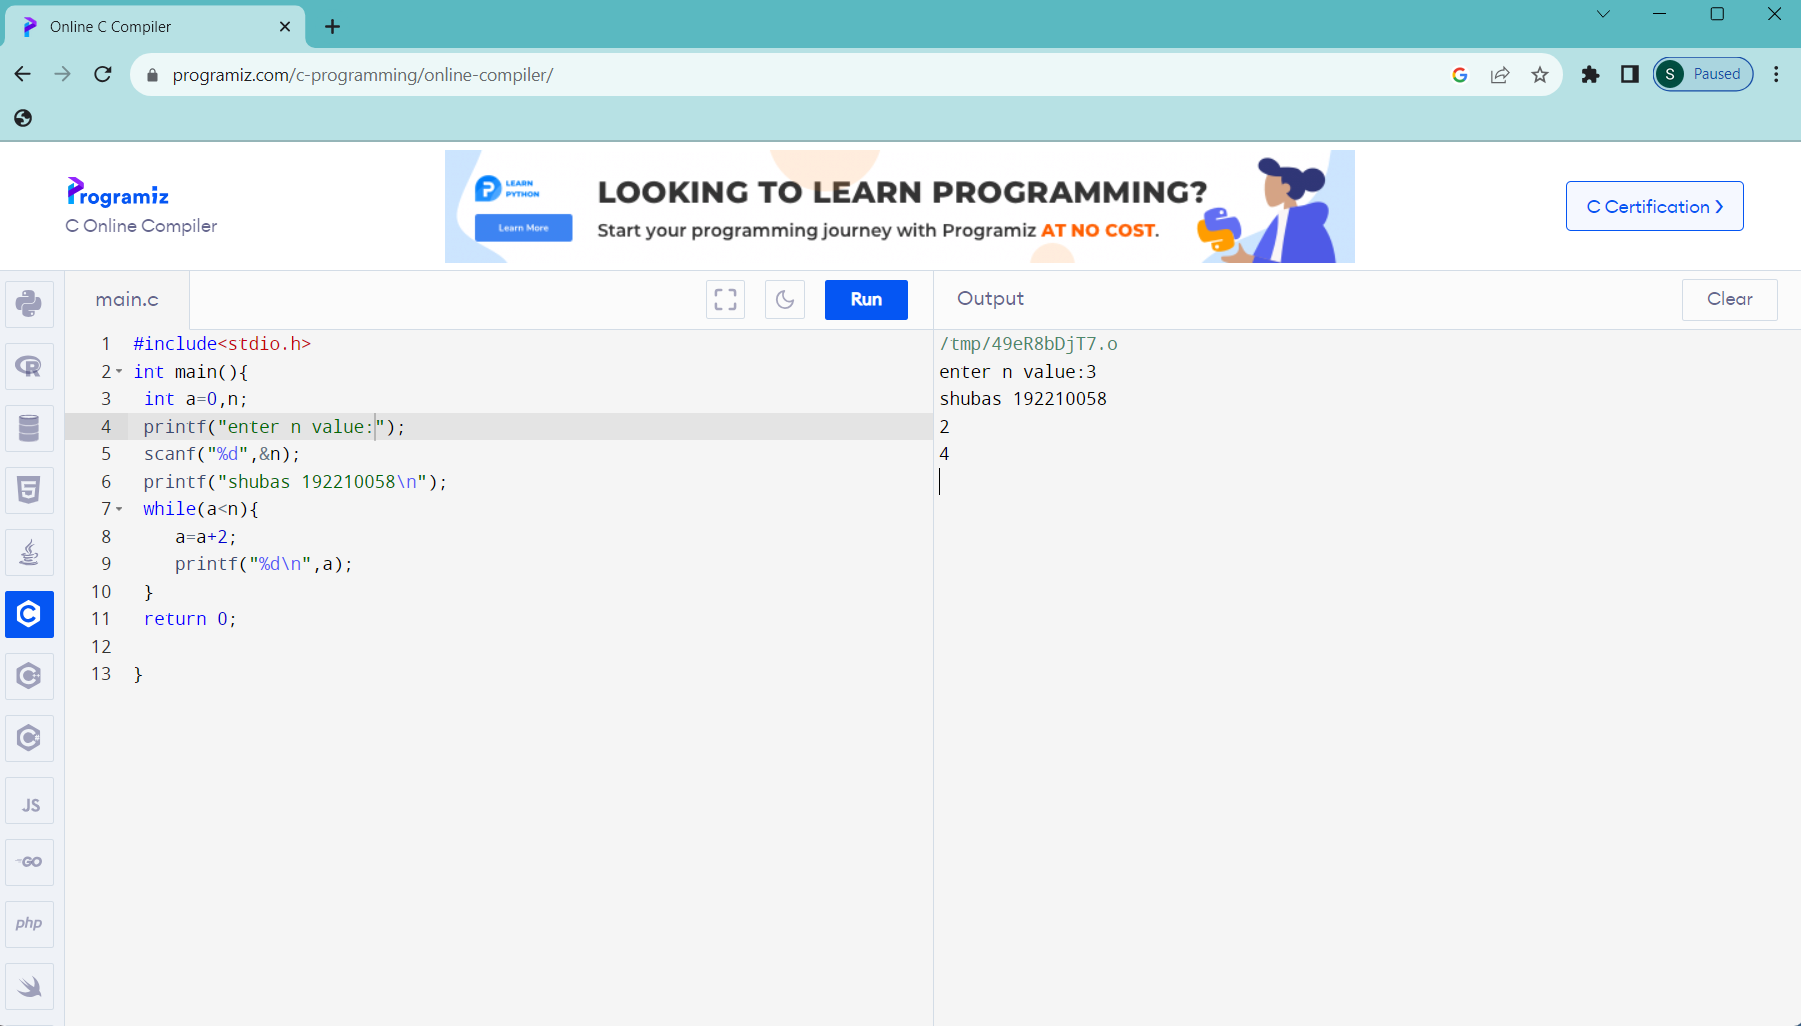 Online C Compiler
programiz.com/c-programming/online-compiler/
S Paused
Programiz
C Online Compiler
LEARN
PYTHON
Learn More
LOOKING TO LEARN PROGRAMMING?
Start your programming journey with Programiz AT NO COST.
C Certification
main.c
Run
Output
Clear
1 #include<stdio.h>
2 int main(){
3 int a=0,n;
4 printf("enter n value:");
5 scanf("%d",&n);
6 printf("shubas 192210058\n");
7 while(a<n){
8 a=a+2;
9 printf("%d\n",a);
10 }
11 return 0;
12
13 }
/tmp/49eR8bDjT7.o
enter n value:3
shubas 192210058
2
4
R
5
C
C
C
JS
GO
php